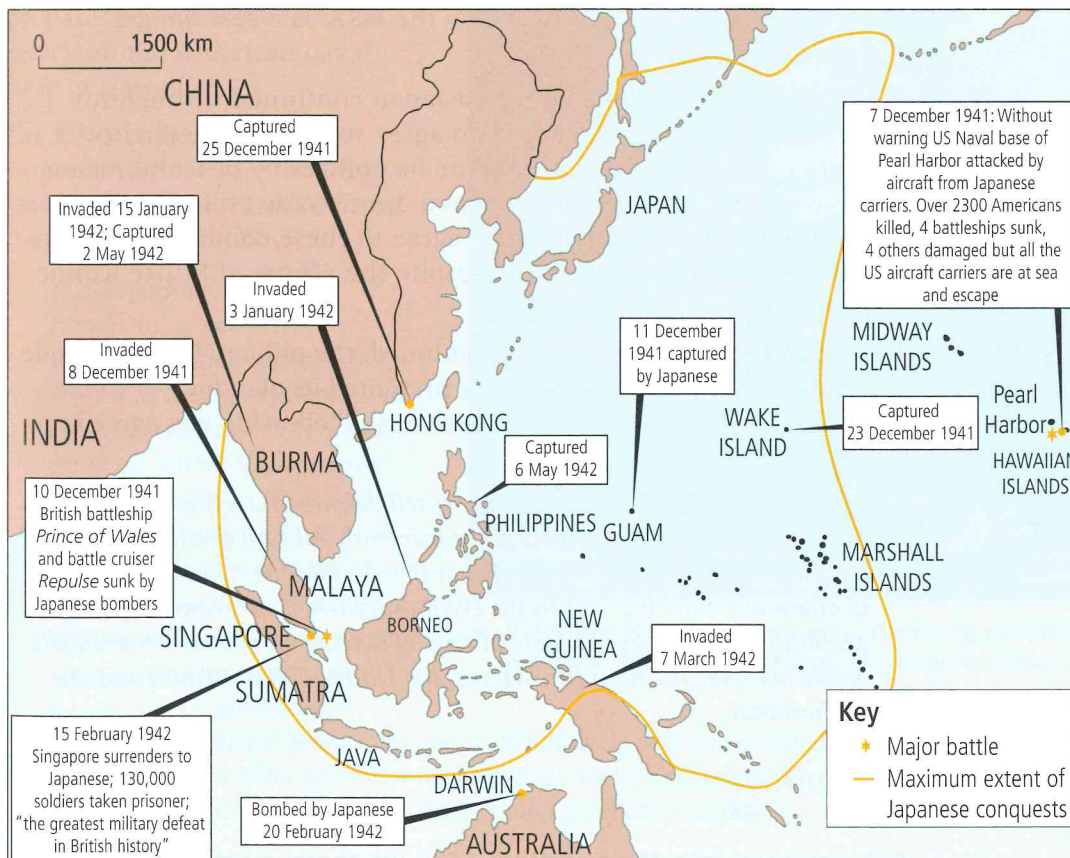 0 1500 km
CHINA
Captured
25 December 1941
7 December 1941: Without
warning US Naval base of
Pearl Harbor attacked by
aircraft from Japanese
carriers. Over 2300 Americans
killed, 4 battleships sunk,
4 others damaged but all the
US aircraft carriers are at sea
and escape
Invaded 15 January
1942; Captured
2 May 1942
JAPAN
Invaded
3 January 1942
11 December
1941 captured
by Japanese
MIDWAY
ISLANDS
Invaded
8 December 1941
INDIA
HONG KONG
BURMA
WAKE
ISLAND
Captured
23 December 1941
Pearl
Harbor
HAWAIIAN
ISLANDS
Captured
6 May 1942
10 December 1941
British battleship
Prince of Wales
and battle cruiser
Repulse sunk by
Japanese bombers
PHILIPPINES
GUAM
MARSHALL
ISLANDS
MALAYA
BORNEO
NEW
GUINEA
SINGAPORE
Invaded
7 March 1942
SUMATRA
15 February 1942
Singapore surrenders to
Japanese; 130,000
soldiers taken prisoner;
“the greatest military defeat
in British history”
JAVA
DARWIN
Bombed by Japanese
20 February 1942
AUSTRALIA
Key
Major battle
Maximum extent of
Japanese conquests